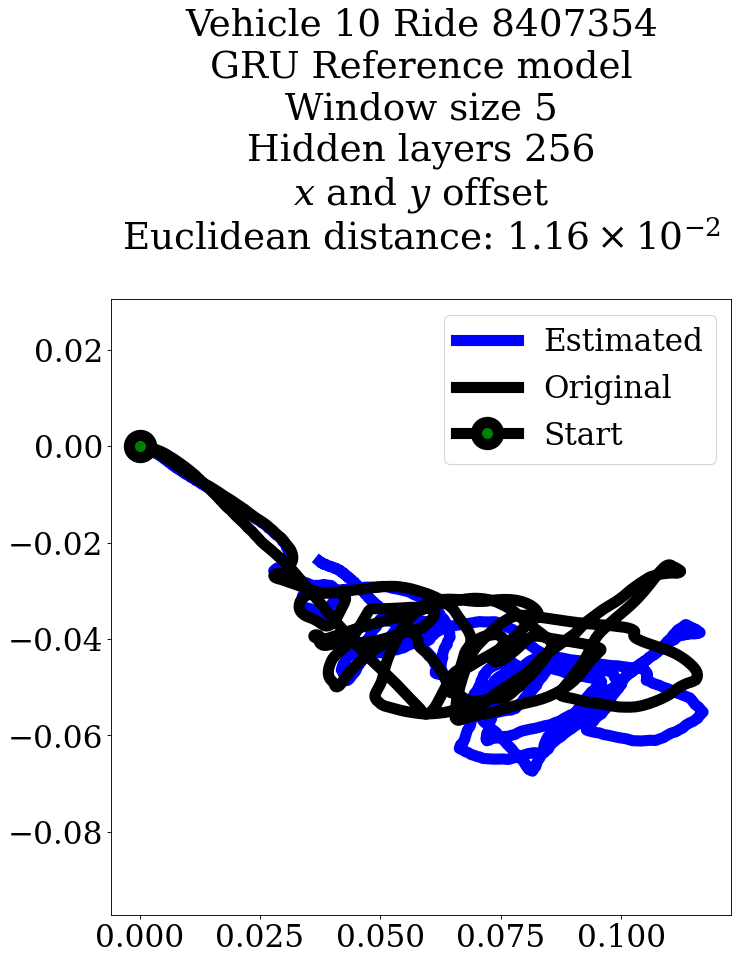 Vehicle 10 Ride 8407354
GRU Reference model
Window size 5
Hidden layers 256
x and y offset
Euclidean distance: 1.16 × 10⁻²
Estimated
Original
Start
0.02
0.00
−0.02
−0.04
−0.06
−0.08
0.000 0.025 0.050 0.075 0.100